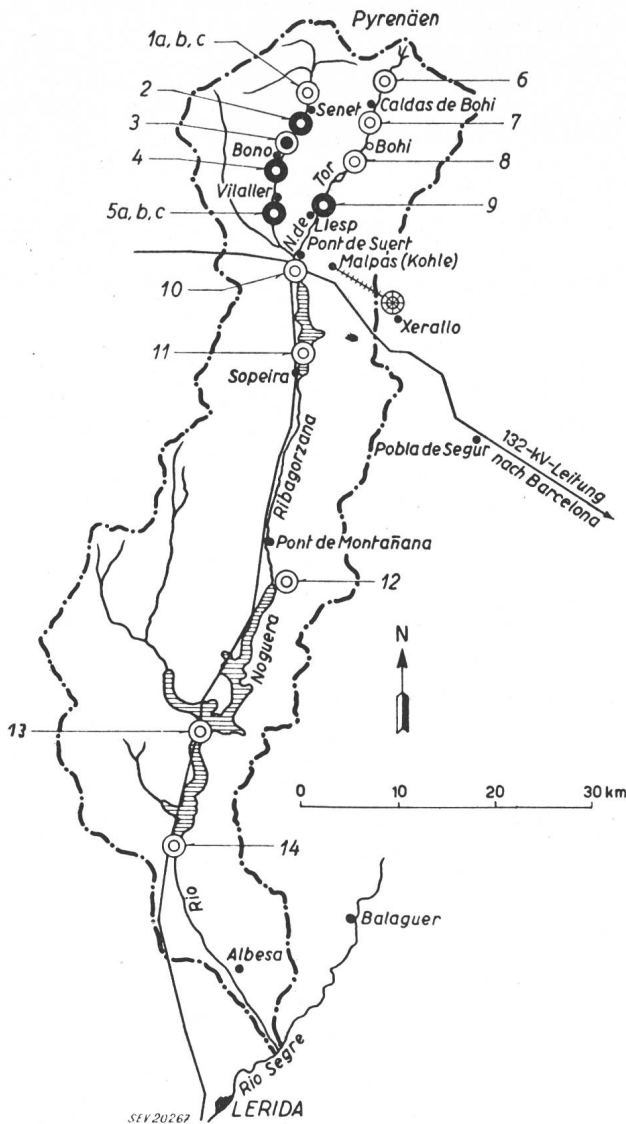 Pyrenäen
1a, b, c
6
2
Senet
Caldas de Bohi
3
7
Bono
Bohi
4
8
Tor
Vilaller
5a, b, c
9
N. de
Llesp
Pont de Suert
Malpás (Kohle)
10
Xerallo
11
Sopeira
132-kV-Leitung
nach Barcelona
Pobla de Segur
Ribagorzana
Pont de Montañana
12
Noguera
N
13
0 10 20 30 km
14
Rio
Balaguer
Albesa
Rio Segre
LERIDA
SEV 20267